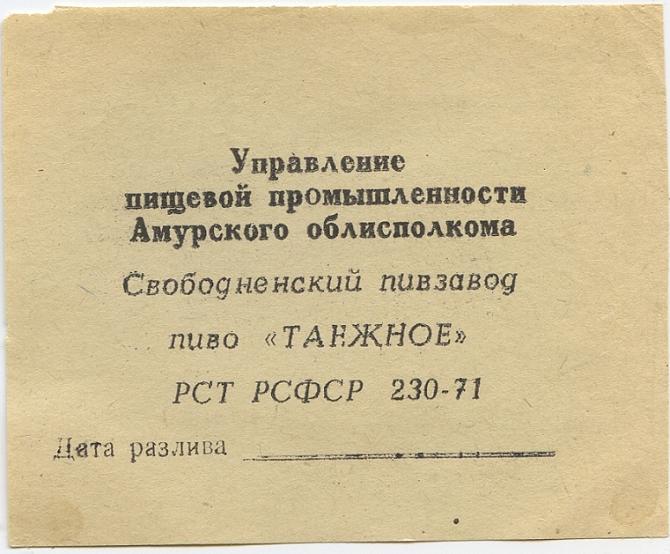 Управление
пищевой промышленности
Амурского облисполкома
Свободненский пивзавод
пиво «ТАЕЖНОЕ»
РСТ РСФСР 230-71
Дата разлива